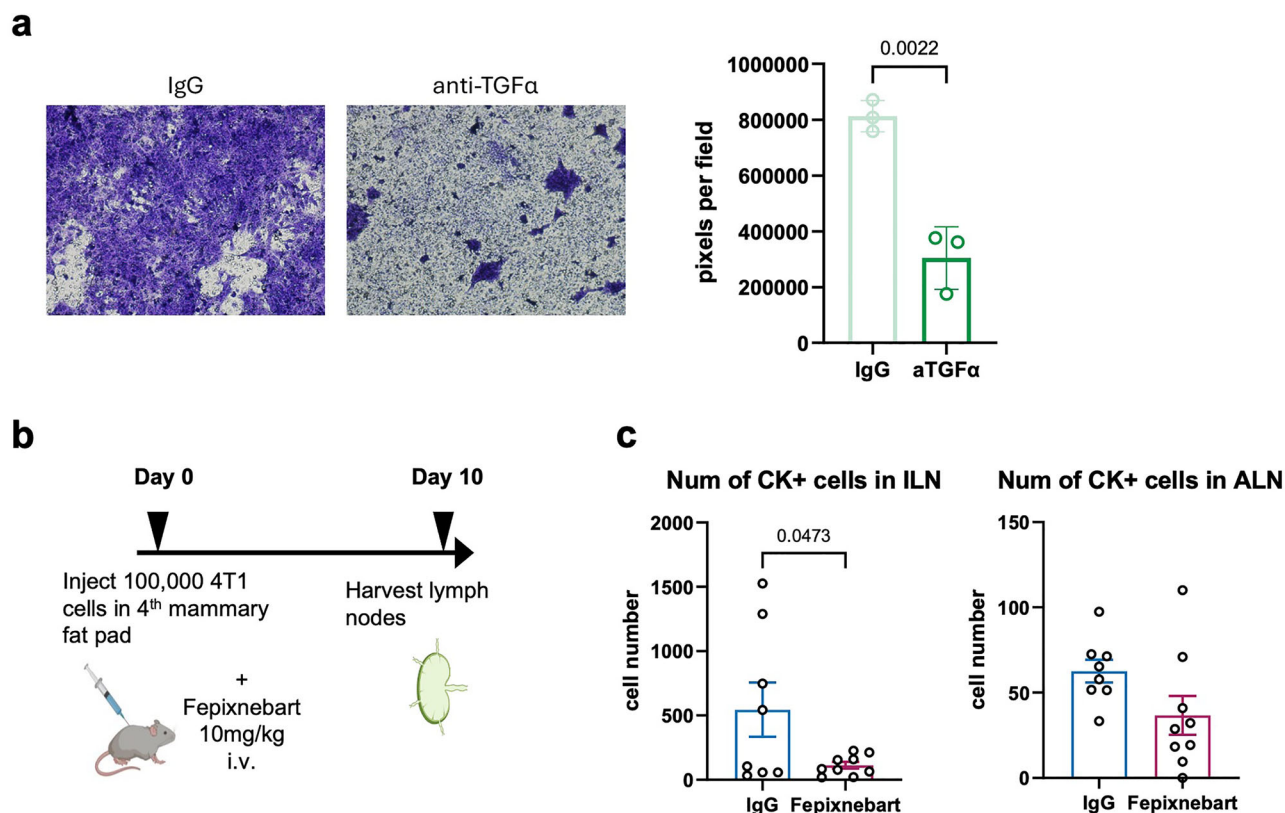 a
IgG
anti-TGFα
0.0022
1000000
800000
600000
400000
200000
0
pixels per field
IgG
aTGFα
b
Day 0
Day 10
Inject 100,000 4T1
cells in 4th mammary
fat pad
+
Fepixnebart
10mg/kg
i.v.
Harvest lymph
nodes
c
Num of CK+ cells in ILN
0.0473
2000
1500
1000
500
0
cell number
IgG
Fepixnebart
Num of CK+ cells in ALN
150
100
50
0
cell number
IgG
Fepixnebart